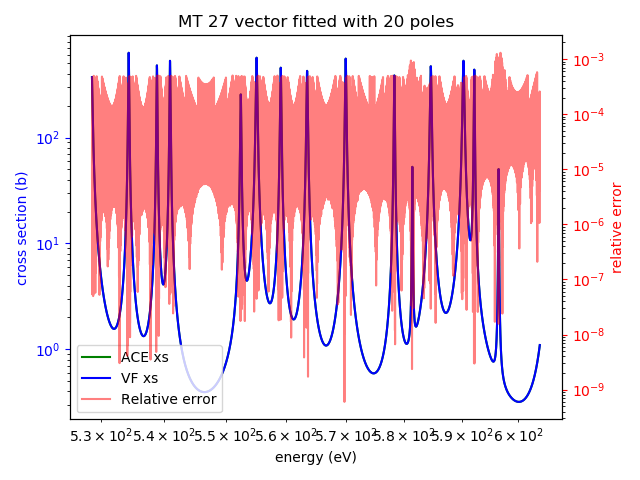 MT 27 vector fitted with 20 poles
cross section (b)
10²
10¹
10⁰
10⁻³
10⁻⁴
10⁻⁵
10⁻⁶
10⁻⁷
10⁻⁸
10⁻⁹
relative error
ACE xs
VF xs
Relative error
5.3 × 10² 5.4 × 10² 5.5 × 10² 5.6 × 10² 5.7 × 10² 5.8 × 10² 5.9 × 10² 6 × 10²
energy (eV)